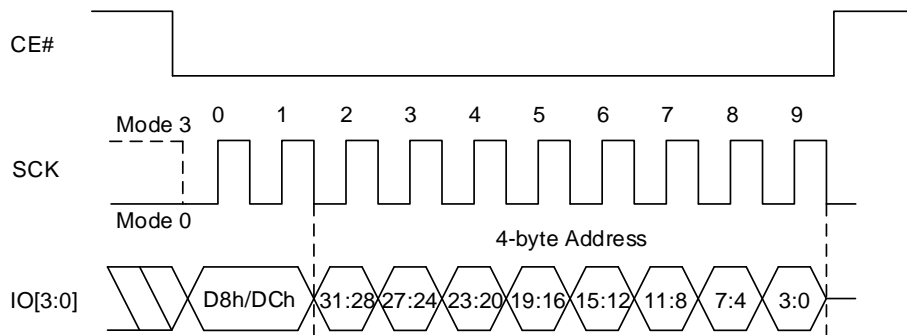 CE#
0 1 2 3 4 5 6 7 8 9
Mode 3
SCK
Mode 0
4-byte Address
IO[3:0] D8h/DCh 31:28 27:24 23:20 19:16 15:12 11:8 7:4 3:0